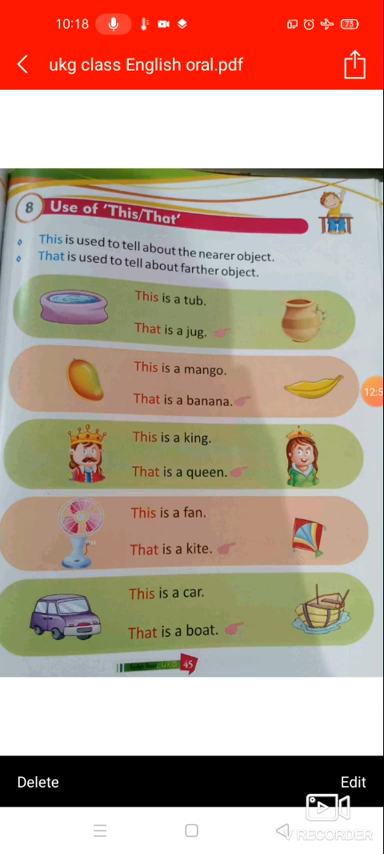 10:18
75
ukg class English oral.pdf
8 Use of 'This/That'
This is used to tell about the nearer object.
That is used to tell about farther object.
This is a tub.
That is a jug.
This is a mango.
That is a banana.
12:5
This is a king.
That is a queen.
This is a fan.
That is a kite.
This is a car.
That is a boat.
45
Delete
Edit
RECORDER